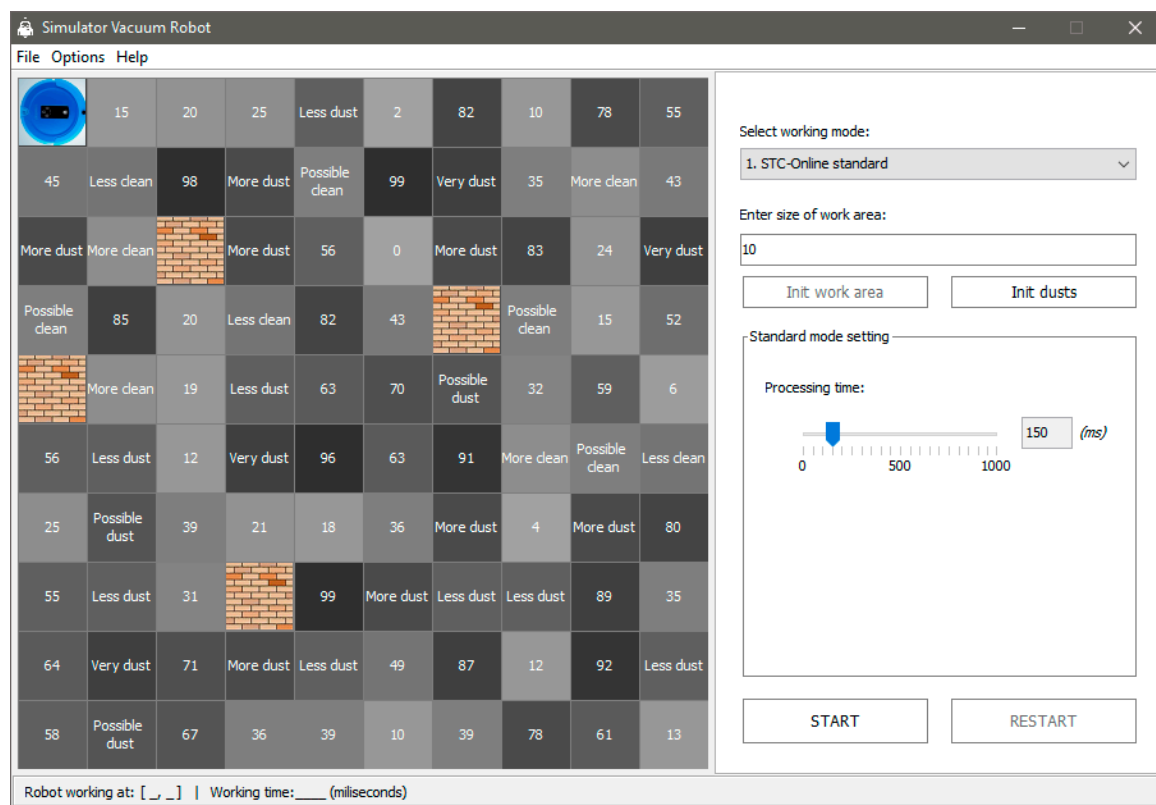 Simulator Vacuum Robot
File Options Help
15 20 25 Less dust 2 82 10 78 55
45 Less clean 98 More dust Possible clean 99 Very dust 35 More clean 43
More dust More clean More dust 56 0 More dust 83 24 Very dust
Possible clean 85 20 Less clean 82 43 Possible clean 15 52
More clean 19 Less dust 63 70 Possible dust 32 59 6
56 Less dust 12 Very dust 96 63 91 More clean Possible clean Less clean
25 Possible dust 39 21 18 36 More dust 4 More dust 80
55 Less dust 31 99 More dust Less dust Less dust 89 35
64 Very dust 71 More dust Less dust 49 87 12 92 Less dust
58 Possible dust 67 36 39 10 39 78 61 13
Select working mode:
1. STC-Online standard
Enter size of work area:
10
Init work area Init dusts
Standard mode setting
Processing time:
150 (ms)
0 500 1000
START RESTART
Robot working at: [ _, _ ] | Working time:____ (miliseconds)